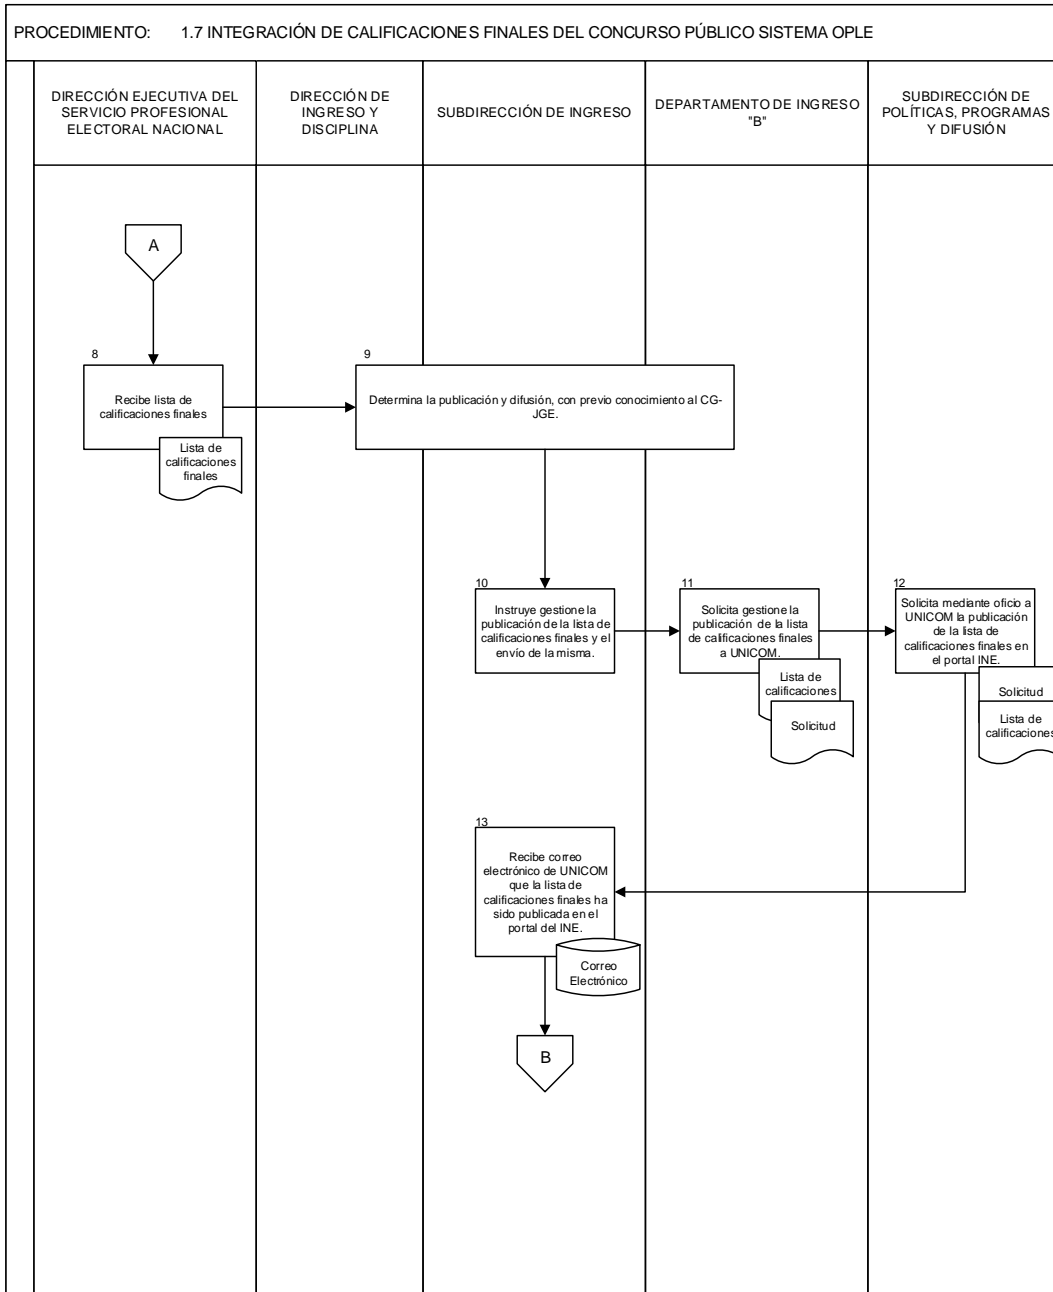 PROCEDIMIENTO: 1.7 INTEGRACIÓN DE CALIFICACIONES FINALES DEL CONCURSO PÚBLICO SISTEMA OPLE
DIRECCIÓN EJECUTIVA DEL
SERVICIO PROFESIONAL
ELECTORAL NACIONAL
DIRECCIÓN DE
INGRESO Y
DISCIPLINA
SUBDIRECCIÓN DE INGRESO
DEPARTAMENTO DE INGRESO
"B"
SUBDIRECCIÓN DE
POLÍTICAS, PROGRAMAS
Y DIFUSIÓN
A
8
Recibe lista de
calificaciones finales
Lista de
calificaciones
finales
9
Determina la publicación y difusión, con previo conocimiento al CG-
JGE.
10
Instruye gestione la
publicación de la lista de
calificaciones finales y el
envío de la misma.
11
Solicita gestione la
publicación de la lista
de calificaciones finales
a UNICOM.
Lista de
calificaciones
Solicitud
12
Solicita mediante oficio a
UNICOM la publicación
de la lista de
calificaciones finales en
el portal INE.
Solicitud
Lista de
calificaciones
13
Recibe correo
electrónico de UNICOM
que la lista de
calificaciones finales ha
sido publicada en el
portal del INE.
Correo
Electrónico
B